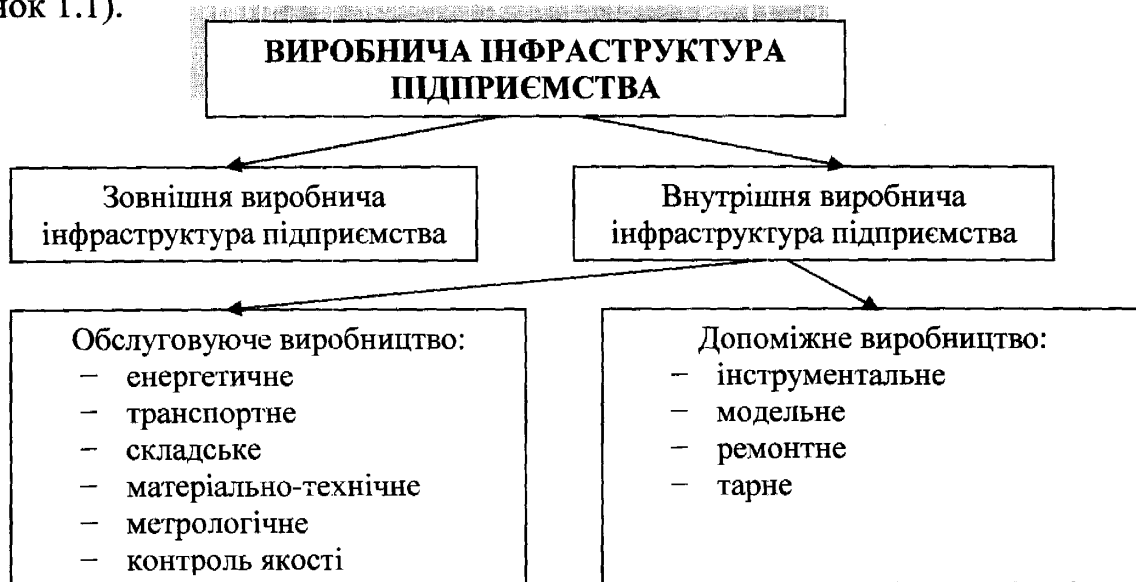 нок 1.1).
ВИРОБНИЧА ІНФРАСТРУКТУРА
ПІДПРИЄМСТВА
Зовнішня виробнича
інфраструктура підприємства
Внутрішня виробнича
інфраструктура підприємства
Обслуговуюче виробництво:
– енергетичне
– транспортне
– складське
– матеріально-технічне
– метрологічне
– контроль якості
Допоміжне виробництво:
– інструментальне
– модельне
– ремонтне
– тарне